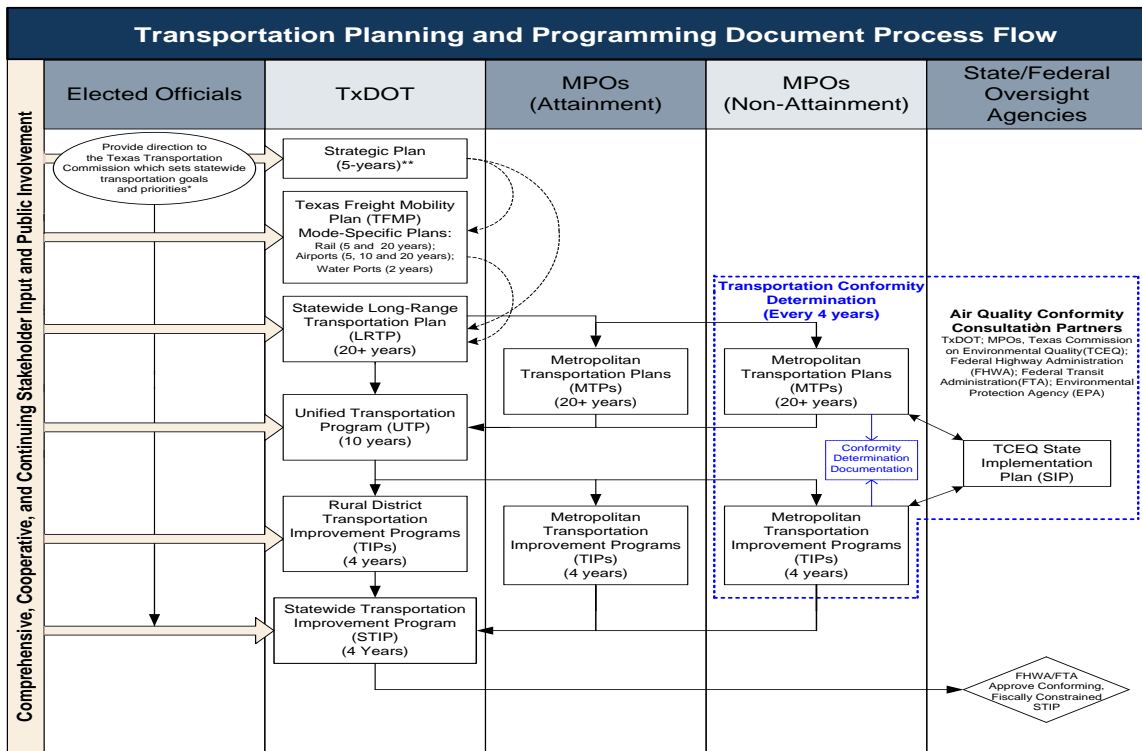 Transportation Planning and Programming Document Process Flow
Comprehensive, Cooperative, and Continuing Stakeholder Input and Public Involvement
Elected Officials
TxDOT
MPOs
(Attainment)
MPOs
(Non-Attainment)
State/Federal
Oversight
Agencies
Provide direction to
the Texas Transportation
Commission which sets statewide
transportation goals
and priorities*
Strategic Plan
(5-years)**
Texas Freight Mobility
Plan (TFMP)
Mode-Specific Plans:
Rail (5 and 20 years);
Airports (5, 10 and 20 years);
Water Ports (2 years)
Statewide Long-Range
Transportation Plan
(LRTP)
(20+ years)
Transportation Conformity
Determination
(Every 4 years)
Air Quality Conformity
Consultation Partners
TxDOT; MPOs, Texas Commission
on Environmental Quality(TCEQ);
Federal Highway Administration
(FHWA); Federal Transit
Administration(FTA); Environmental
Protection Agency (EPA)
Metropolitan
Transportation Plans
(MTPs)
(20+ years)
Metropolitan
Transportation Plans
(MTPs)
(20+ years)
Unified Transportation
Program (UTP)
(10 years)
Conformity
Determination
Documentation
TCEQ State
Implementation
Plan (SIP)
Rural District
Transportation
Improvement Programs
(TIPs)
(4 years)
Metropolitan
Transportation
Improvement Programs
(TIPs)
(4 years)
Metropolitan
Transportation
Improvement Programs
(TIPs)
(4 years)
Statewide Transportation
Improvement Program
(STIP)
(4 Years)
FHWA/FTA
Approve Conforming,
Fiscally Constrained
STIP